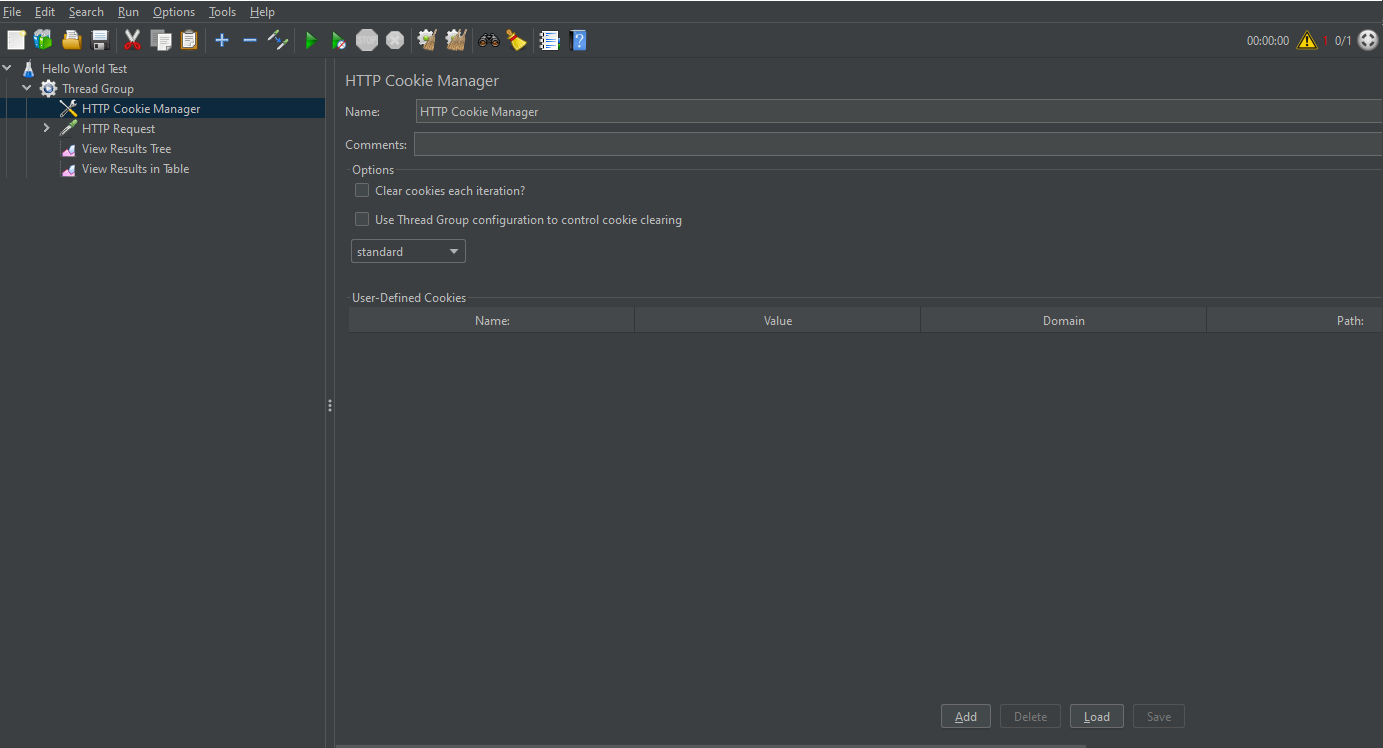 File Edit Search Run Options Tools Help
STOP 00:00:00 1 0/1
Hello World Test
Thread Group
HTTP Cookie Manager
HTTP Request
View Results Tree
View Results in Table
HTTP Cookie Manager
Name: HTTP Cookie Manager
Comments:
Options
Clear cookies each iteration?
Use Thread Group configuration to control cookie clearing
standard
User-Defined Cookies
Name: Value Domain Path:
Add Delete Load Save